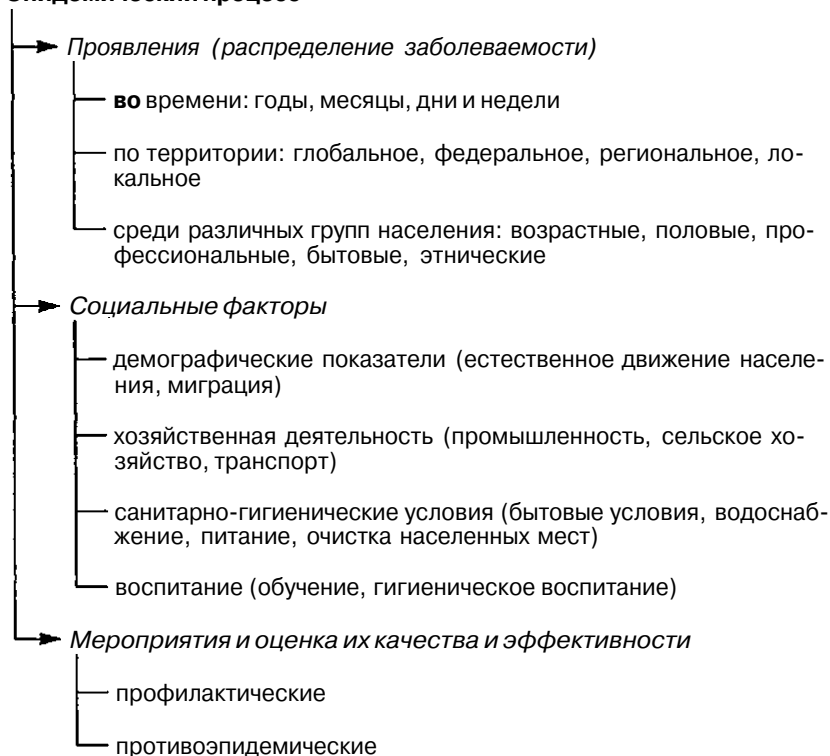 Проявления (распределение заболеваемости)
во времени: годы, месяцы, дни и недели
по территории: глобальное, федеральное, региональное, ло-
кальное
среди различных групп населения: возрастные, половые, про-
фессиональные, бытовые, этнические
Социальные факторы
демографические показатели (естественное движение населе-
ния, миграция)
хозяйственная деятельность (промышленность, сельское хо-
зяйство, транспорт)
санитарно-гигиенические условия (бытовые условия, водоснаб-
жение, питание, очистка населенных мест)
воспитание (обучение, гигиеническое воспитание)
Мероприятия и оценка их качества и эффективности
профилактические
противоэпидемические